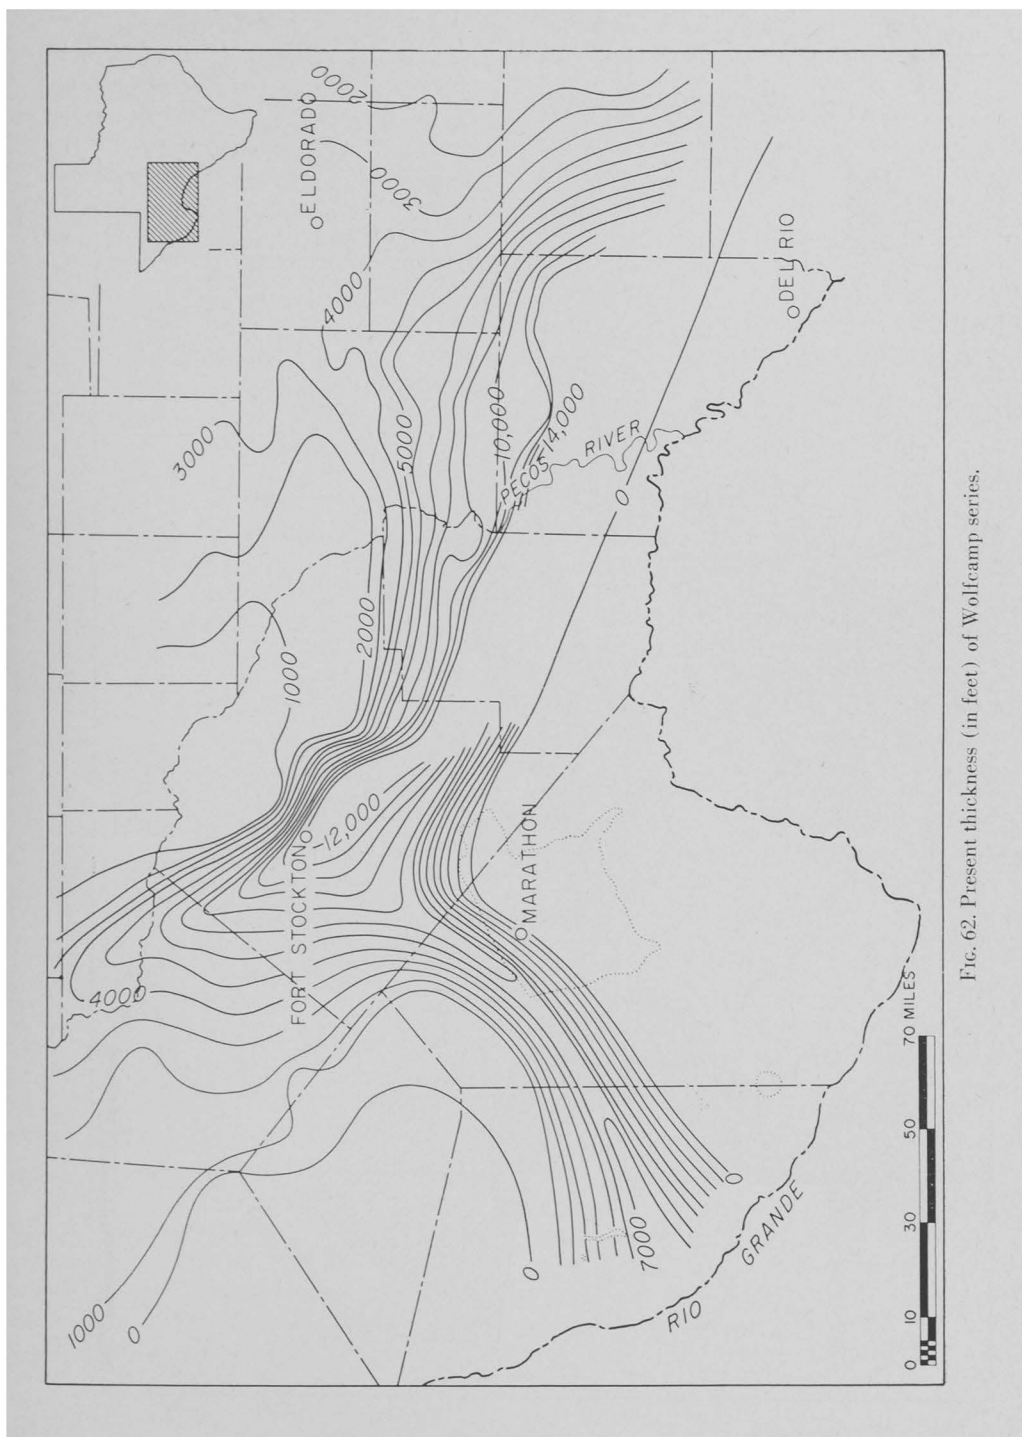 2000
ELDORADO
3000
4000
DEL RIO
3000
5000
10,000
14,000
PECOS
RIVER
0
2000
1000
12,000
FORT STOCKTON
MARATHON
4000
1000
0
0
7000
0
RIO
GRANDE
0 10 30 50 70 MILES
FIG. 62. Present thickness (in feet) of Wolfcamp series.